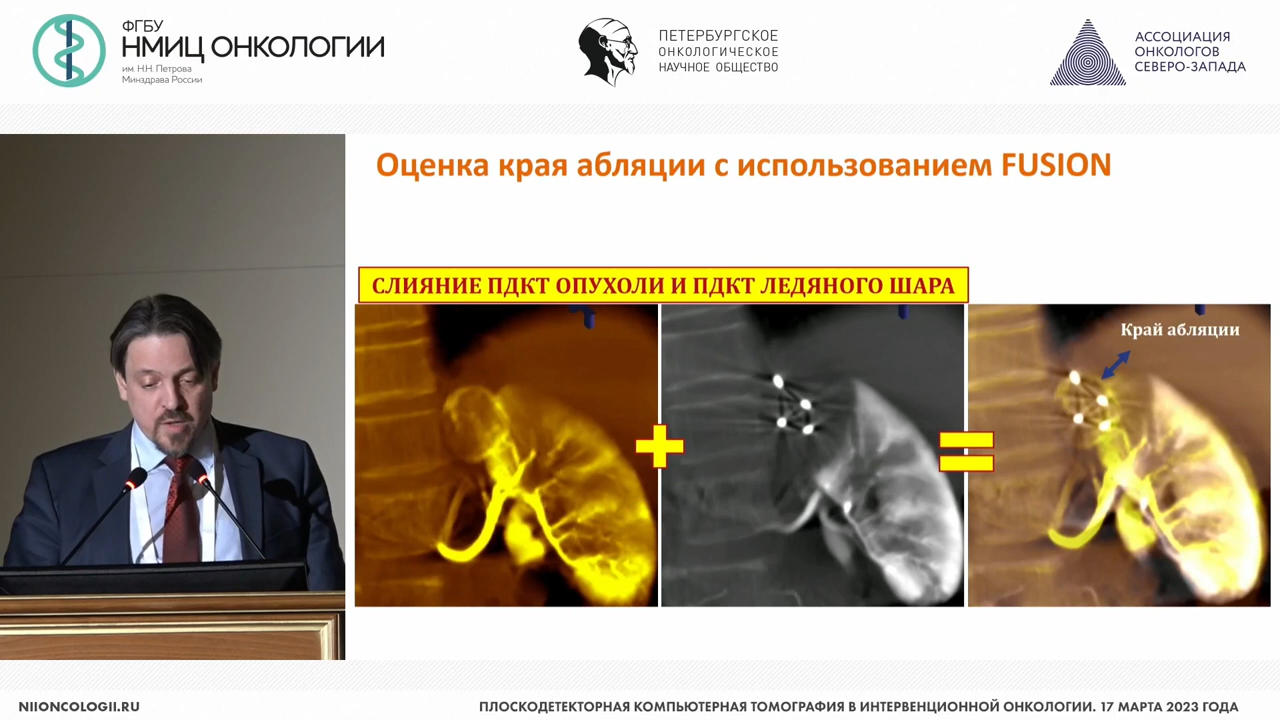 ФГБУ
НМИЦ ОНКОЛОГИИ
им. Н.Н. Петрова
Минздрава России
ПЕТЕРБУРГСКОЕ
ОНКОЛОГИЧЕСКОЕ
НАУЧНОЕ ОБЩЕСТВО
АССОЦИАЦИЯ
ОНКОЛОГОВ
СЕВЕРО-ЗАПАДА
Оценка края абляции с использованием FUSION
СЛИЯНИЕ ПДКТ ОПУХОЛИ И ПДКТ ЛЕДЯНОГО ШАРА
Край абляции
NIIONCOLOGII.RU
ПЛОСКОДЕТЕКТОРНАЯ КОМПЬЮТЕРНАЯ ТОМОГРАФИЯ В ИНТЕРВЕНЦИОННОЙ ОНКОЛОГИИ. 17 МАРТА 2023 ГОДА